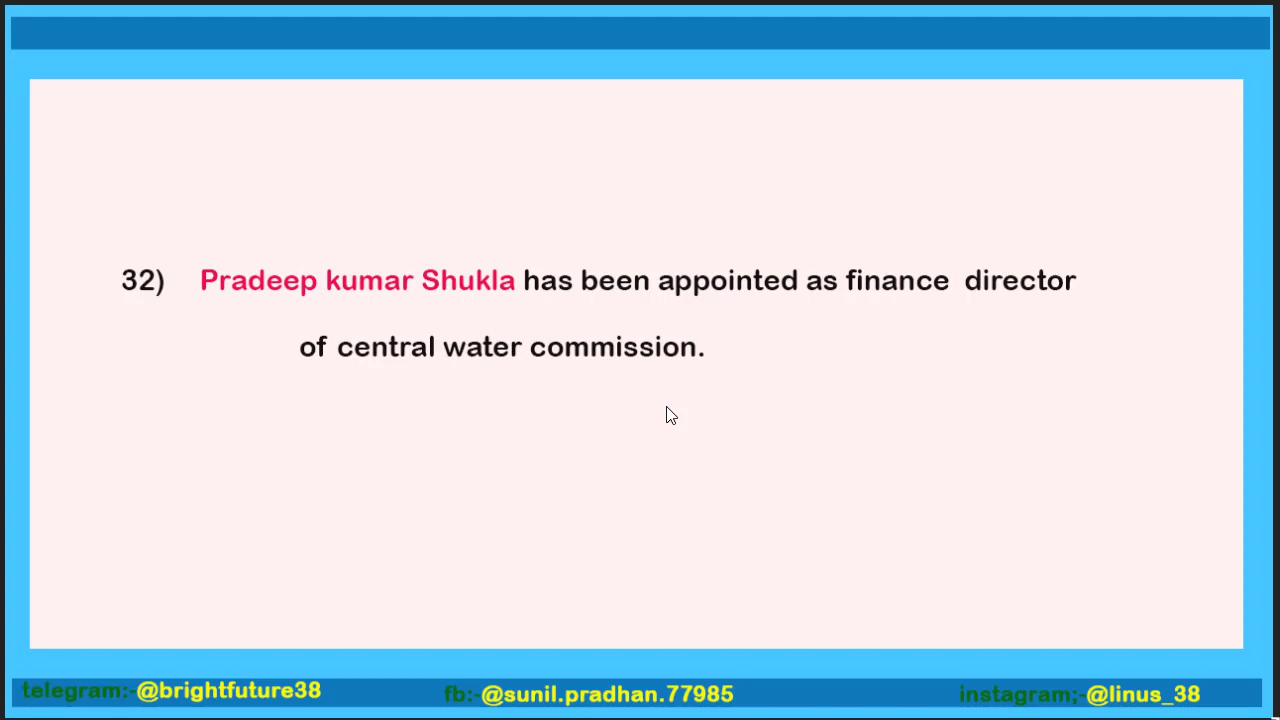 32) Pradeep kumar Shukla has been appointed as finance director
of central water commission.
telegram:-@brightfuture38 fb:-@sunil.pradhan.77985 instagram;-@linus_38